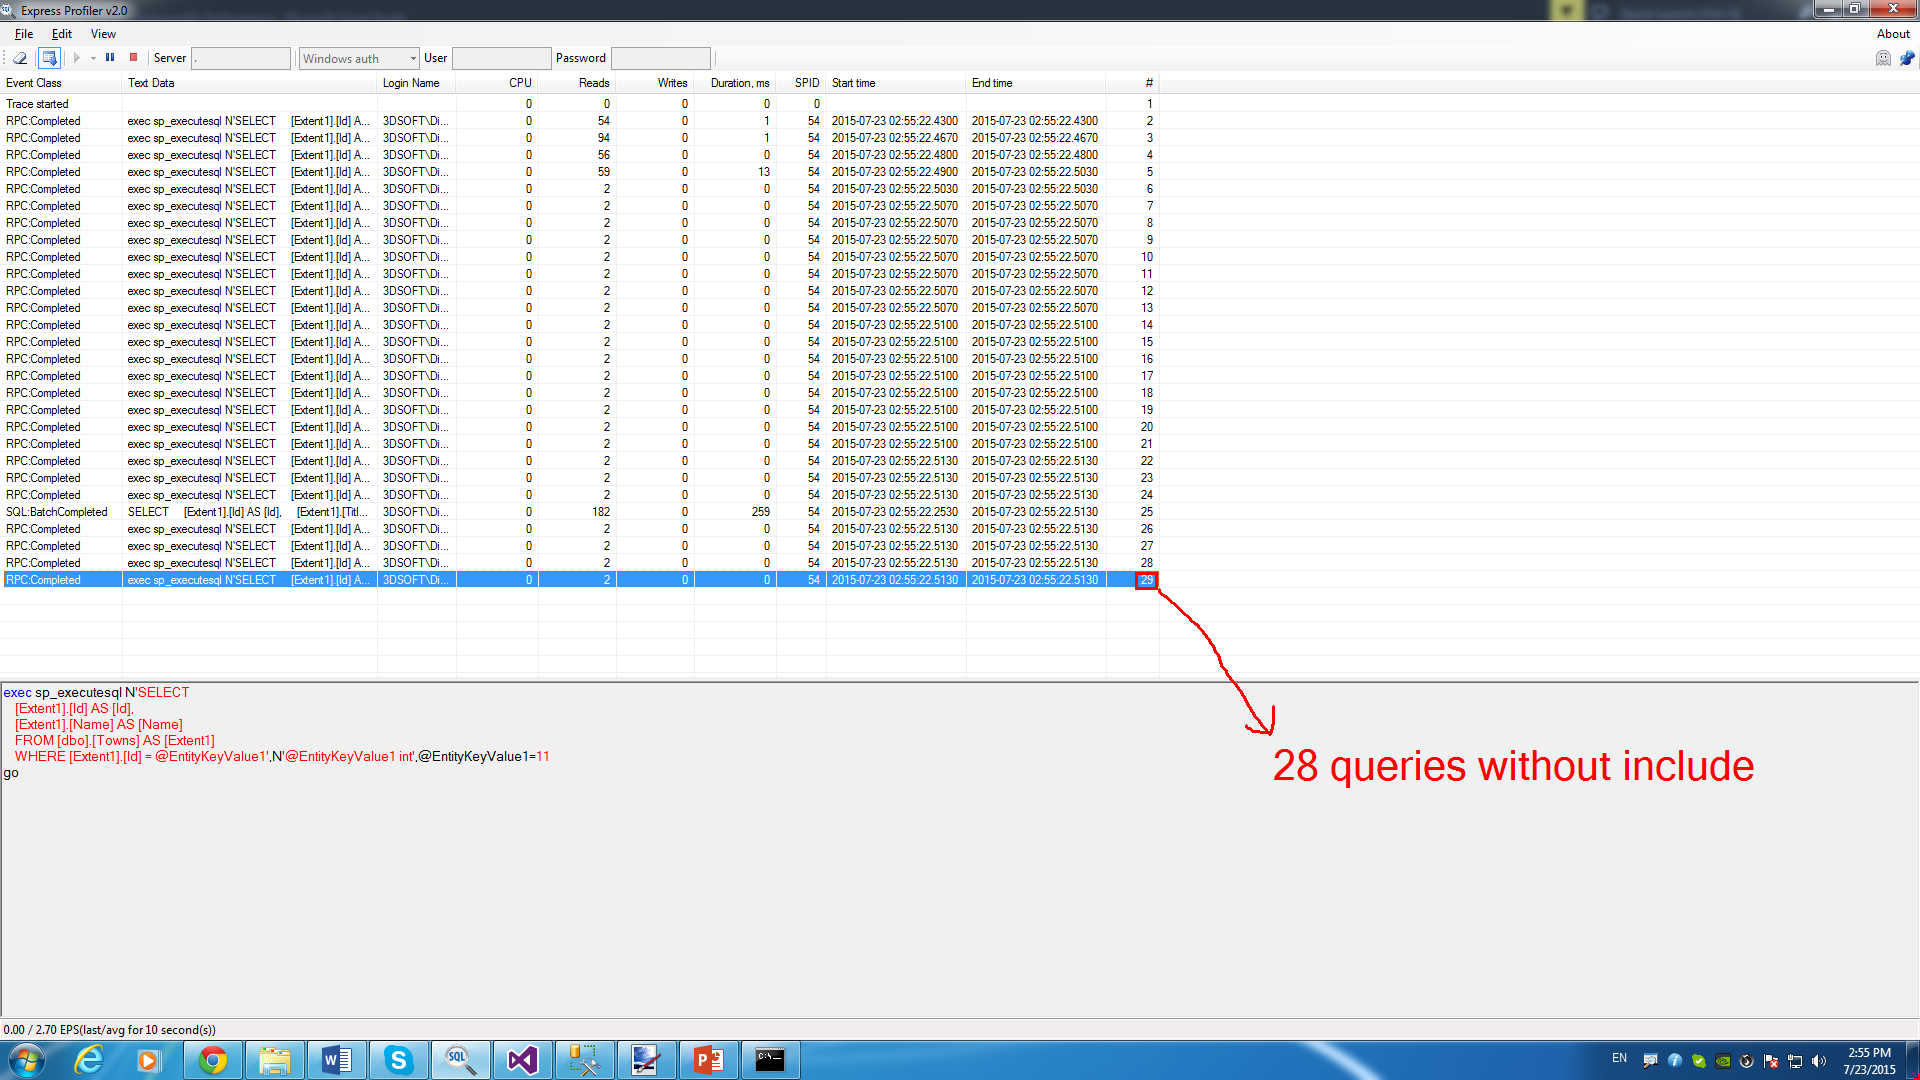 Express Profiler v2.0
File Edit View About
Server . Windows auth User Password
Event Class Text Data Login Name CPU Reads Writes Duration, ms SPID Start time End time #
Trace started 0 0 0 0 0 1
RPC:Completed exec sp_executesql N'SELECT [Extent1].[Id] A... 3DSOFT\Di... 0 54 0 1 54 2015-07-23 02:55:22.4300 2015-07-23 02:55:22.4300 2
RPC:Completed exec sp_executesql N'SELECT [Extent1].[Id] A... 3DSOFT\Di... 0 94 0 1 54 2015-07-23 02:55:22.4670 2015-07-23 02:55:22.4670 3
RPC:Completed exec sp_executesql N'SELECT [Extent1].[Id] A... 3DSOFT\Di... 0 56 0 0 54 2015-07-23 02:55:22.4800 2015-07-23 02:55:22.4800 4
RPC:Completed exec sp_executesql N'SELECT [Extent1].[Id] A... 3DSOFT\Di... 0 59 0 13 54 2015-07-23 02:55:22.4900 2015-07-23 02:55:22.5030 5
RPC:Completed exec sp_executesql N'SELECT [Extent1].[Id] A... 3DSOFT\Di... 0 2 0 0 54 2015-07-23 02:55:22.5030 2015-07-23 02:55:22.5030 6
RPC:Completed exec sp_executesql N'SELECT [Extent1].[Id] A... 3DSOFT\Di... 0 2 0 0 54 2015-07-23 02:55:22.5070 2015-07-23 02:55:22.5070 7
RPC:Completed exec sp_executesql N'SELECT [Extent1].[Id] A... 3DSOFT\Di... 0 2 0 0 54 2015-07-23 02:55:22.5070 2015-07-23 02:55:22.5070 8
RPC:Completed exec sp_executesql N'SELECT [Extent1].[Id] A... 3DSOFT\Di... 0 2 0 0 54 2015-07-23 02:55:22.5070 2015-07-23 02:55:22.5070 9
RPC:Completed exec sp_executesql N'SELECT [Extent1].[Id] A... 3DSOFT\Di... 0 2 0 0 54 2015-07-23 02:55:22.5070 2015-07-23 02:55:22.5070 10
RPC:Completed exec sp_executesql N'SELECT [Extent1].[Id] A... 3DSOFT\Di... 0 2 0 0 54 2015-07-23 02:55:22.5070 2015-07-23 02:55:22.5070 11
RPC:Completed exec sp_executesql N'SELECT [Extent1].[Id] A... 3DSOFT\Di... 0 2 0 0 54 2015-07-23 02:55:22.5070 2015-07-23 02:55:22.5070 12
RPC:Completed exec sp_executesql N'SELECT [Extent1].[Id] A... 3DSOFT\Di... 0 2 0 0 54 2015-07-23 02:55:22.5070 2015-07-23 02:55:22.5070 13
RPC:Completed exec sp_executesql N'SELECT [Extent1].[Id] A... 3DSOFT\Di... 0 2 0 0 54 2015-07-23 02:55:22.5100 2015-07-23 02:55:22.5100 14
RPC:Completed exec sp_executesql N'SELECT [Extent1].[Id] A... 3DSOFT\Di... 0 2 0 0 54 2015-07-23 02:55:22.5100 2015-07-23 02:55:22.5100 15
RPC:Completed exec sp_executesql N'SELECT [Extent1].[Id] A... 3DSOFT\Di... 0 2 0 0 54 2015-07-23 02:55:22.5100 2015-07-23 02:55:22.5100 16
RPC:Completed exec sp_executesql N'SELECT [Extent1].[Id] A... 3DSOFT\Di... 0 2 0 0 54 2015-07-23 02:55:22.5100 2015-07-23 02:55:22.5100 17
RPC:Completed exec sp_executesql N'SELECT [Extent1].[Id] A... 3DSOFT\Di... 0 2 0 0 54 2015-07-23 02:55:22.5100 2015-07-23 02:55:22.5100 18
RPC:Completed exec sp_executesql N'SELECT [Extent1].[Id] A... 3DSOFT\Di... 0 2 0 0 54 2015-07-23 02:55:22.5100 2015-07-23 02:55:22.5100 19
RPC:Completed exec sp_executesql N'SELECT [Extent1].[Id] A... 3DSOFT\Di... 0 2 0 0 54 2015-07-23 02:55:22.5100 2015-07-23 02:55:22.5100 20
RPC:Completed exec sp_executesql N'SELECT [Extent1].[Id] A... 3DSOFT\Di... 0 2 0 0 54 2015-07-23 02:55:22.5100 2015-07-23 02:55:22.5100 21
RPC:Completed exec sp_executesql N'SELECT [Extent1].[Id] A... 3DSOFT\Di... 0 2 0 0 54 2015-07-23 02:55:22.5130 2015-07-23 02:55:22.5130 22
RPC:Completed exec sp_executesql N'SELECT [Extent1].[Id] A... 3DSOFT\Di... 0 2 0 0 54 2015-07-23 02:55:22.5130 2015-07-23 02:55:22.5130 23
RPC:Completed exec sp_executesql N'SELECT [Extent1].[Id] A... 3DSOFT\Di... 0 2 0 0 54 2015-07-23 02:55:22.5130 2015-07-23 02:55:22.5130 24
SQL:BatchCompleted SELECT [Extent1].[Id] AS [Id], [Extent1].[Titl... 3DSOFT\Di... 0 182 0 259 54 2015-07-23 02:55:22.2530 2015-07-23 02:55:22.5130 25
RPC:Completed exec sp_executesql N'SELECT [Extent1].[Id] A... 3DSOFT\Di... 0 2 0 0 54 2015-07-23 02:55:22.5130 2015-07-23 02:55:22.5130 26
RPC:Completed exec sp_executesql N'SELECT [Extent1].[Id] A... 3DSOFT\Di... 0 2 0 0 54 2015-07-23 02:55:22.5130 2015-07-23 02:55:22.5130 27
RPC:Completed exec sp_executesql N'SELECT [Extent1].[Id] A... 3DSOFT\Di... 0 2 0 0 54 2015-07-23 02:55:22.5130 2015-07-23 02:55:22.5130 28
RPC:Completed exec sp_executesql N'SELECT [Extent1].[Id] A... 3DSOFT\Di... 0 2 0 0 54 2015-07-23 02:55:22.5130 2015-07-23 02:55:22.5130 29
exec sp_executesql N'SELECT
[Extent1].[Id] AS [Id],
[Extent1].[Name] AS [Name]
FROM [dbo].[Towns] AS [Extent1]
WHERE [Extent1].[Id] = @EntityKeyValue1',N'@EntityKeyValue1 int',@EntityKeyValue1=11
go
28 queries without include
0.00 / 2.70 EPS(last/avg for 10 second(s))
SQL
EN
2:55 PM
7/23/2015